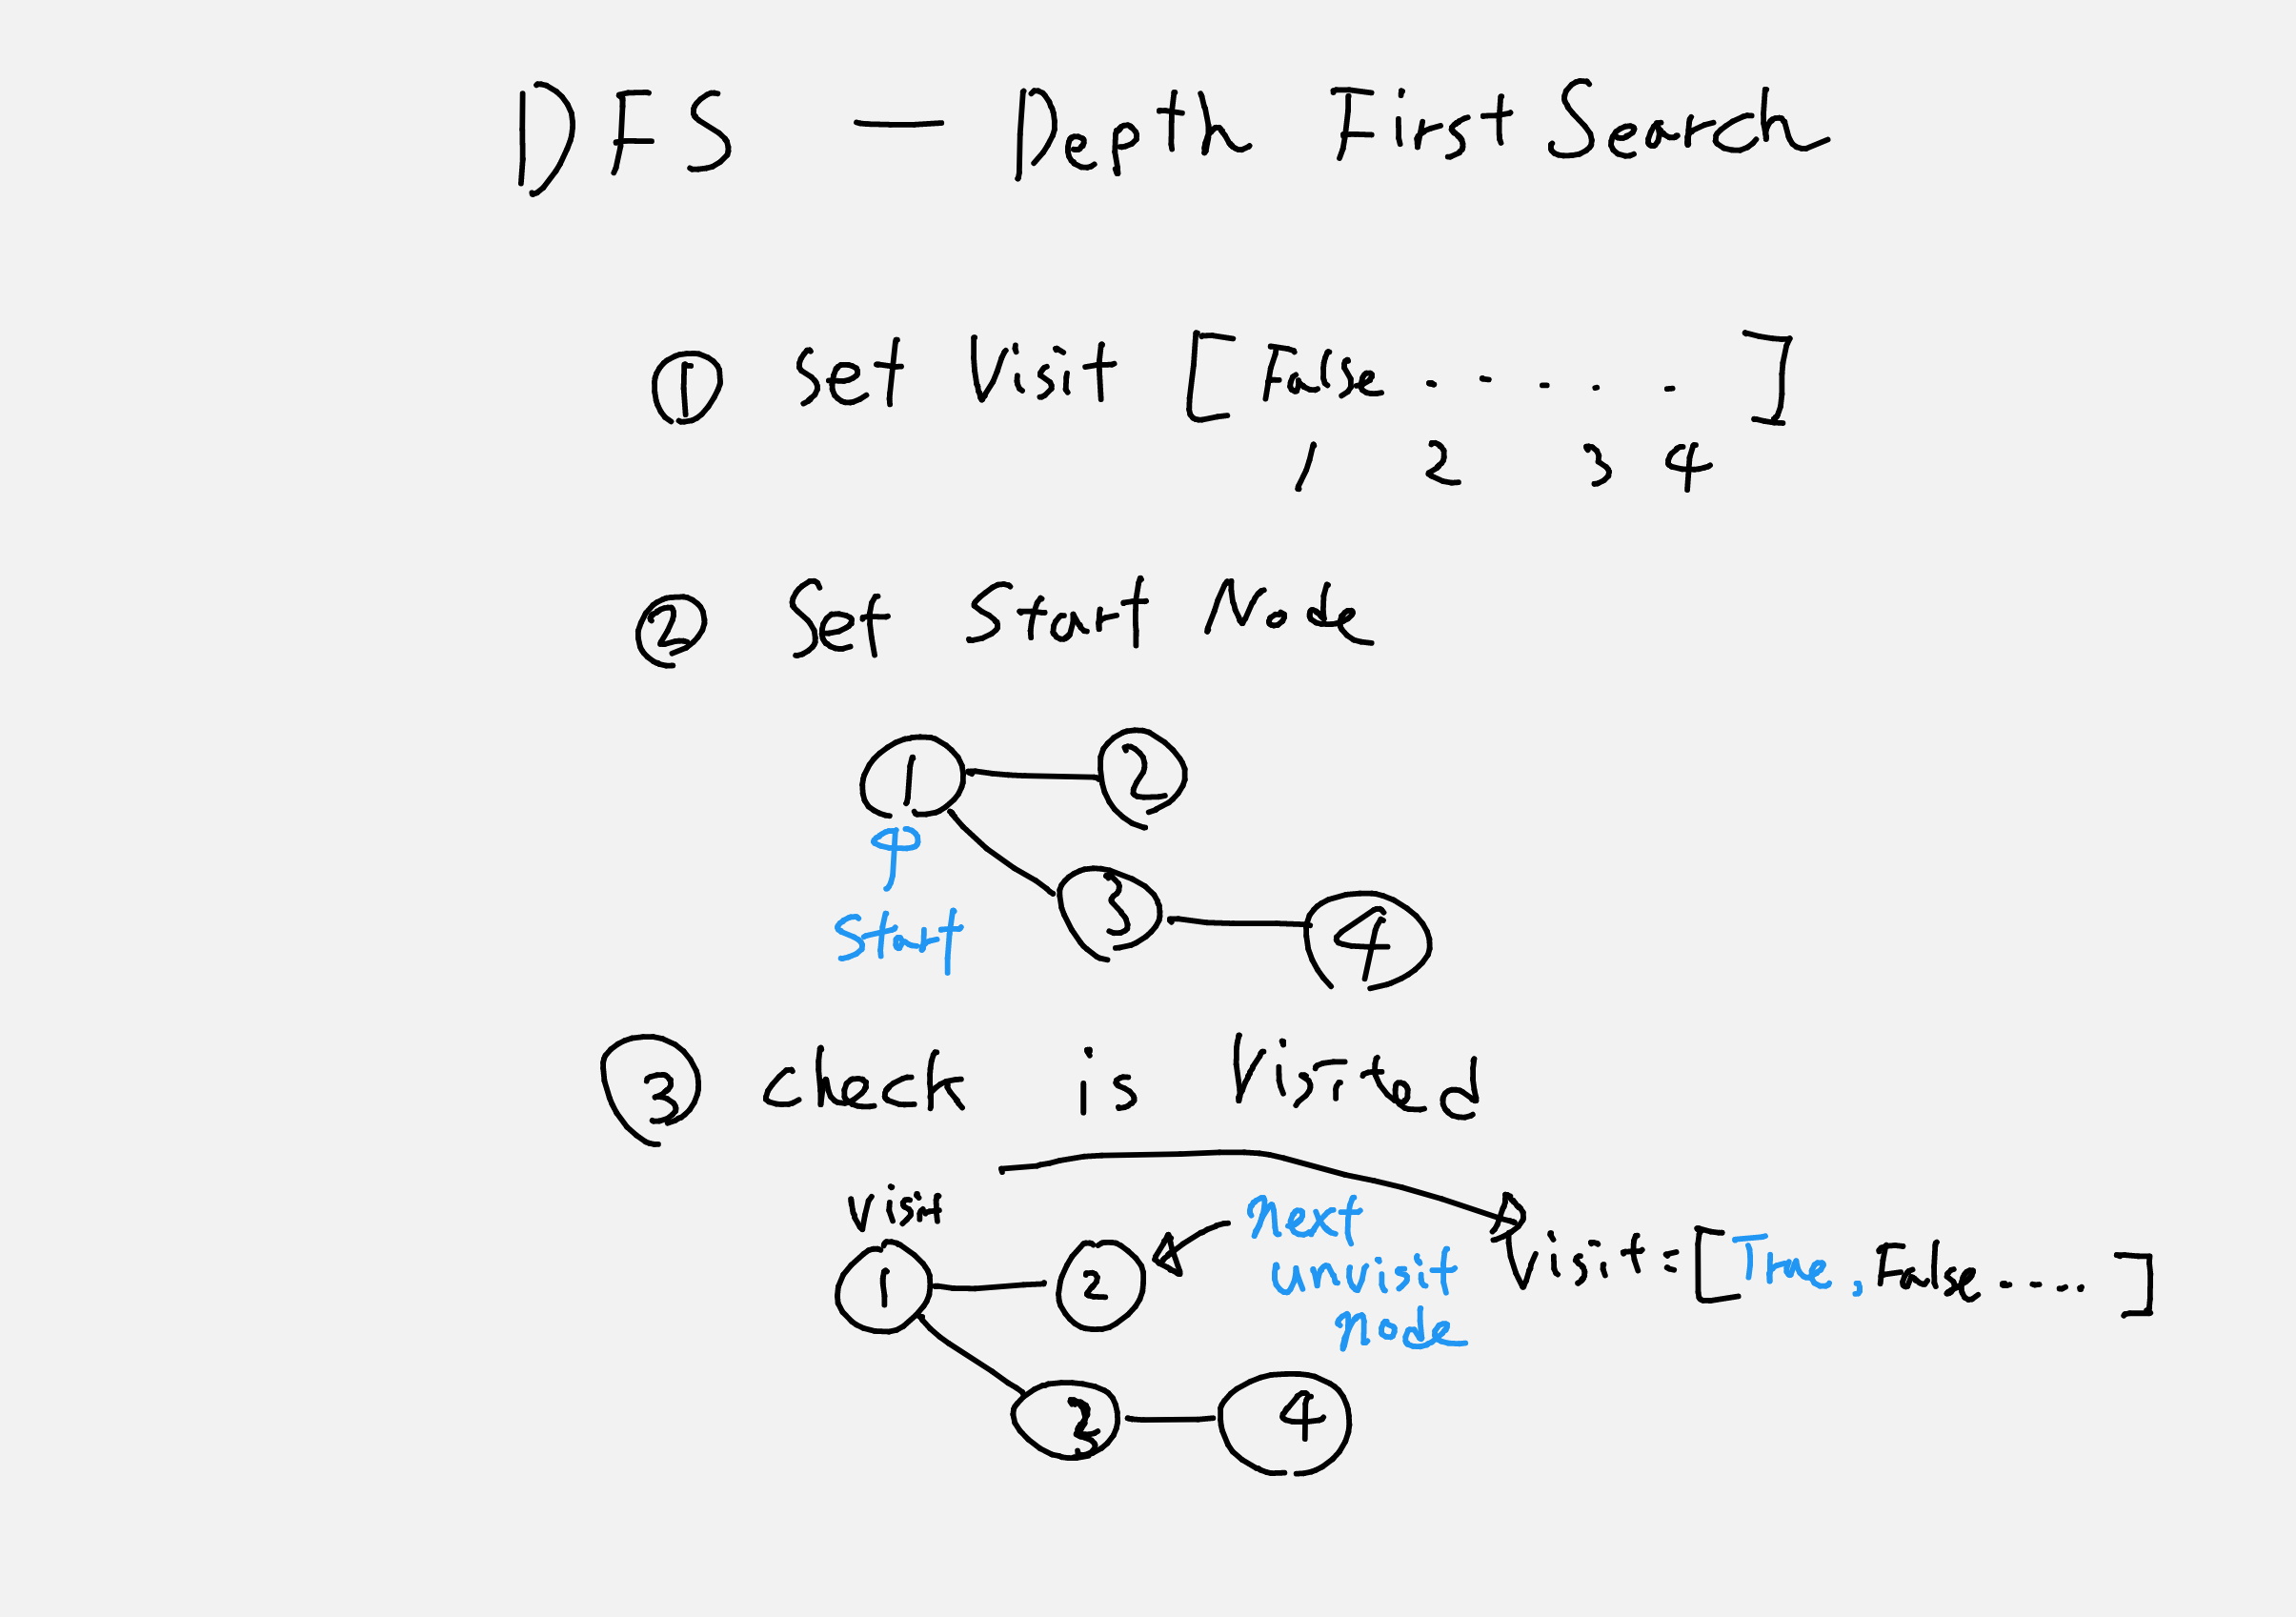 DFS — Depth First Search
① Set Visit [False ..... ]
1 2 3 4
② Set Start Node
1 2
3 4
Start
③ Check is Visited
Visit
next
unvisit
node
Visit=[True, False.....]
1 2
3 4